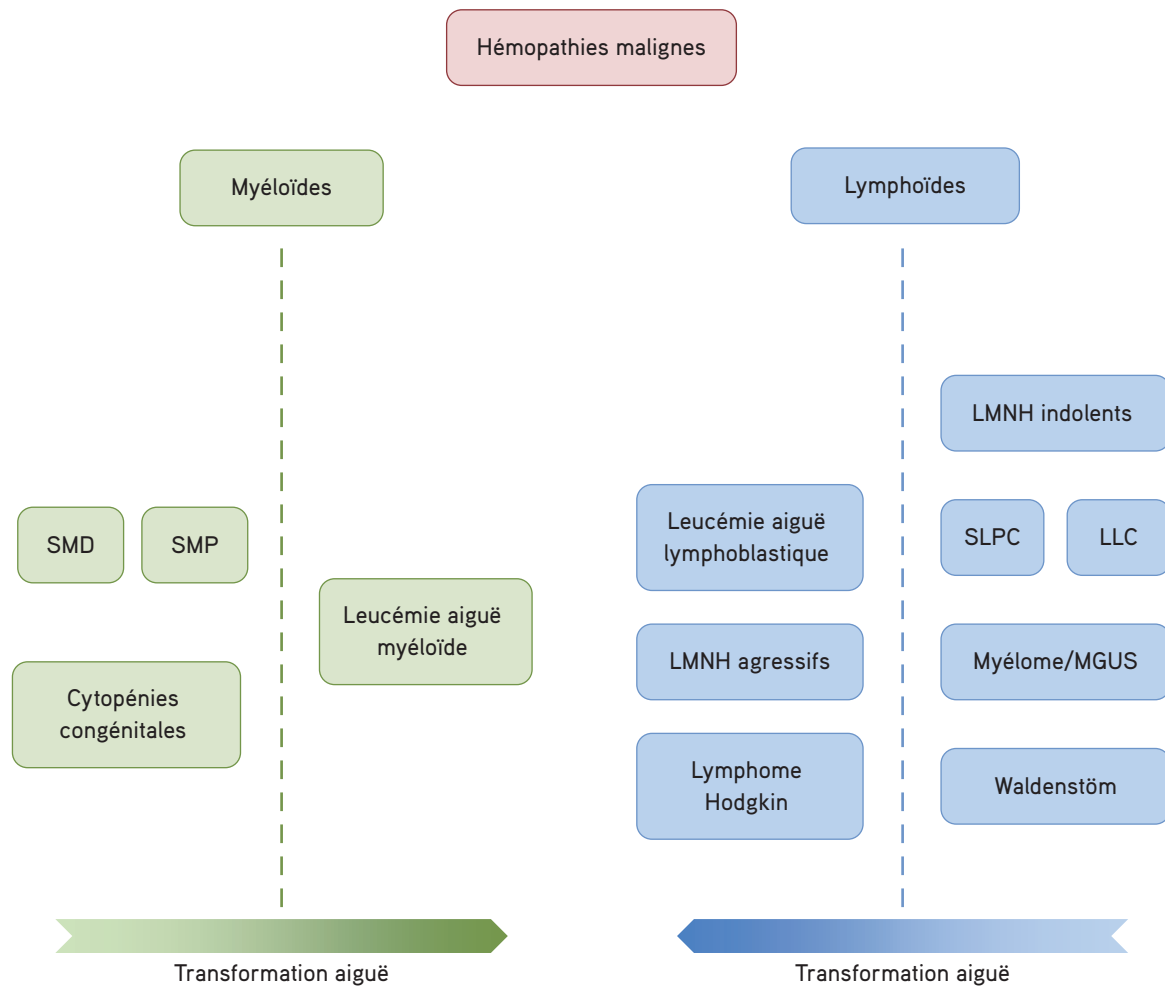 Hémopathies malignes
Myéloïdes
Lymphoïdes
SMD
SMP
Cytopénies
congénitales
Leucémie aiguë
myéloïde
Transformation aiguë
Leucémie aiguë
lymphoblastique
LMNH agressifs
Lymphome
Hodgkin
LMNH indolents
SLPC
LLC
Myélome/MGUS
Waldenstöm
Transformation aiguë